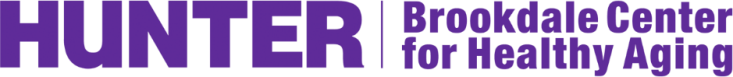 HUNTER
Brookdale Center
for Healthy Aging